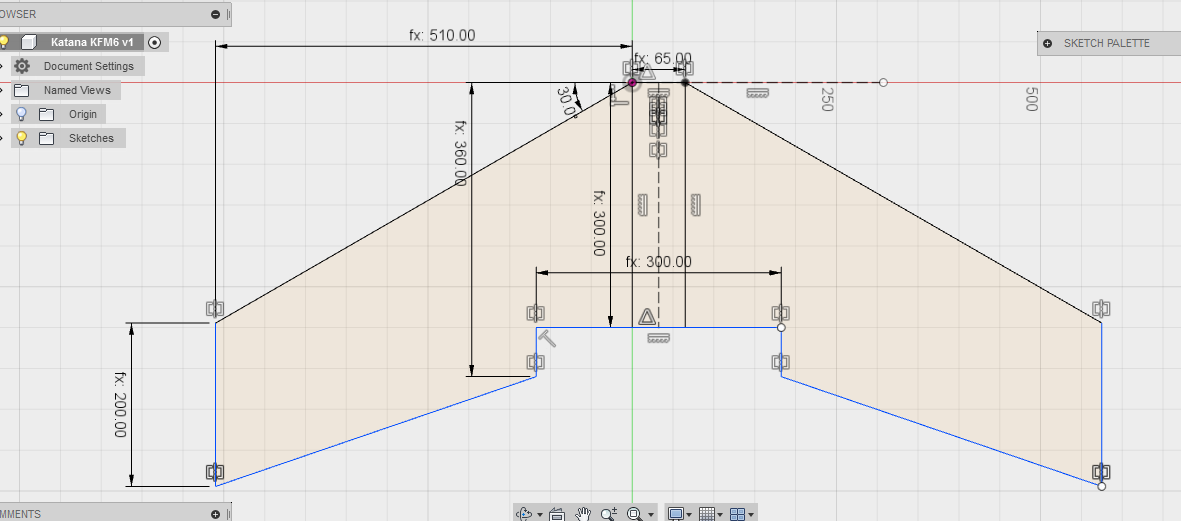 OWSER
fx: 510.00
Katana KFM6 v1
fx: 65.00
SKETCH PALETTE
Document Settings
Named Views
30.0°
250
500
Origin
Sketches
fx: 360.00
fx: 300.00
fx: 300.00
fx: 200.00
MMENTS